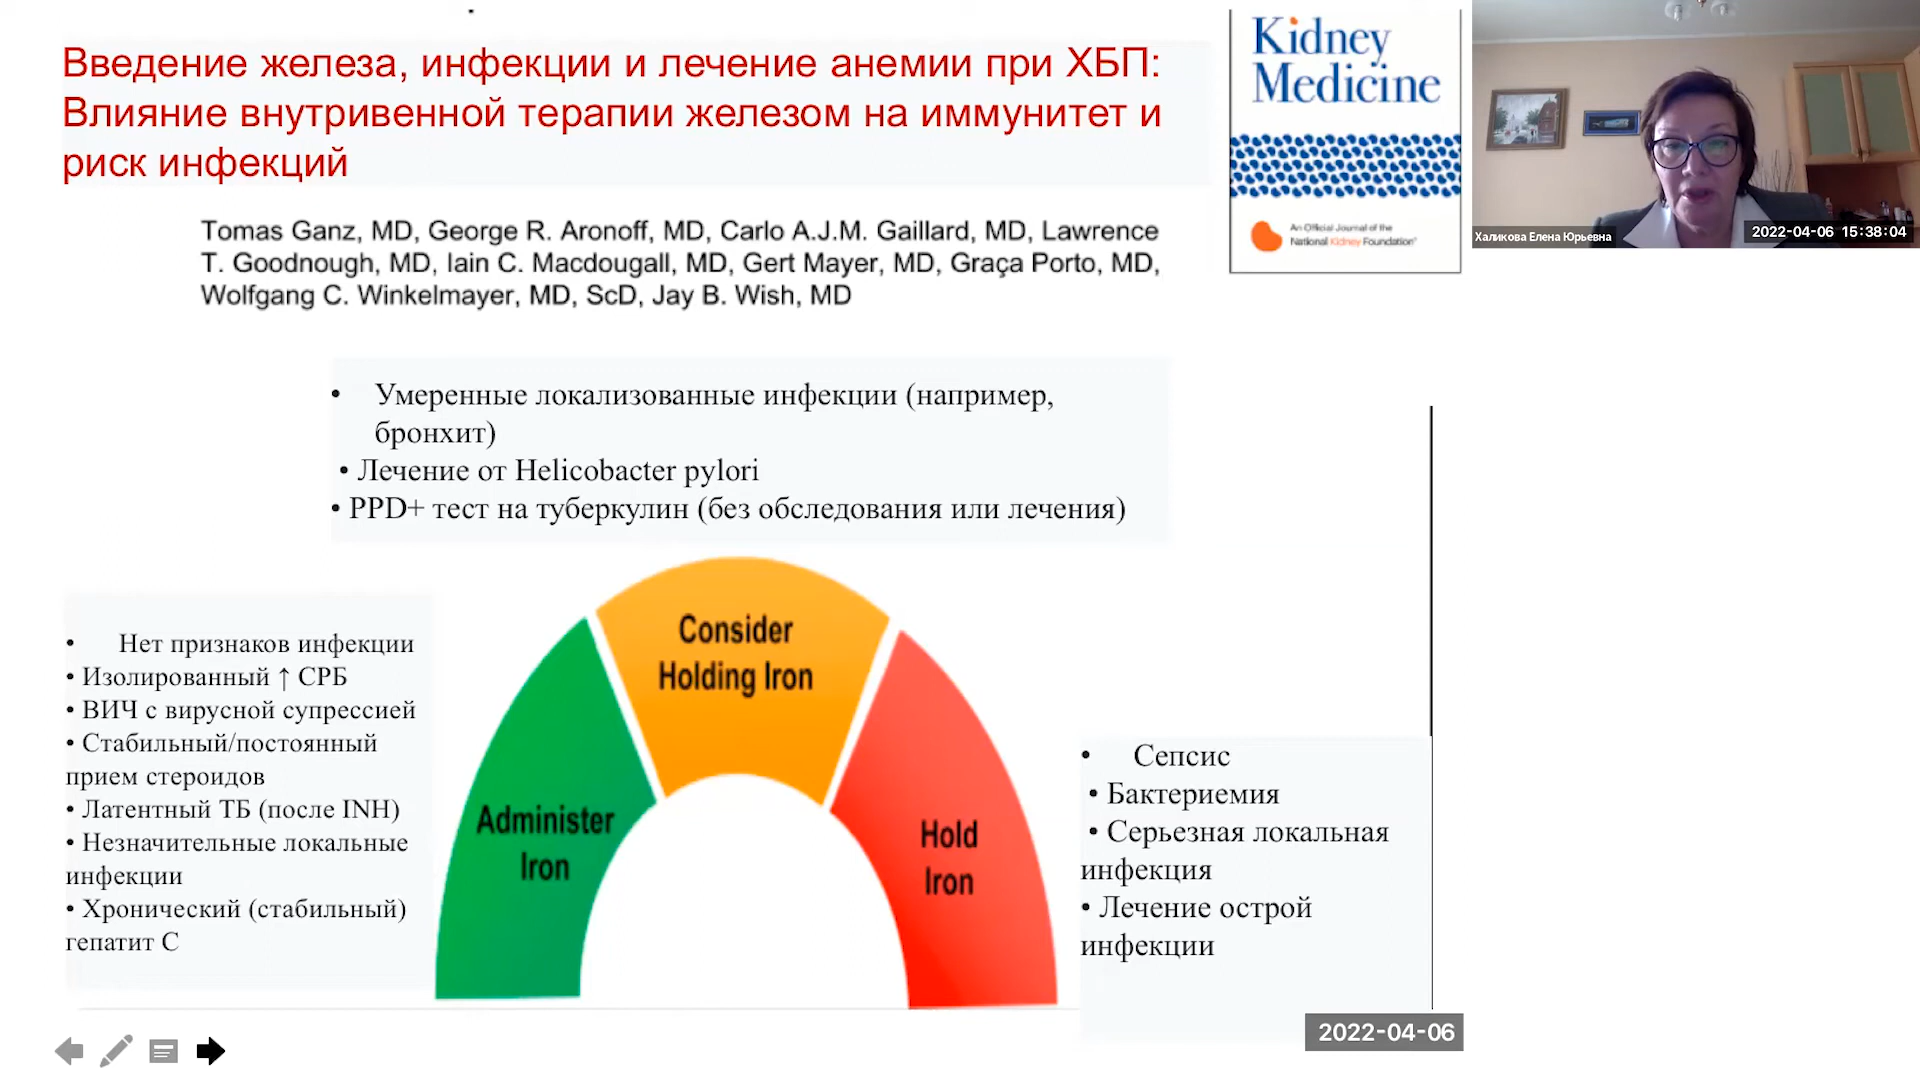 Введение железа, инфекции и лечение анемии при ХБП:
Влияние внутривенной терапии железом на иммунитет и
риск инфекций
Tomas Ganz, MD, George R. Aronoff, MD, Carlo A.J.M. Gaillard, MD, Lawrence
T. Goodnough, MD, Iain C. Macdougall, MD, Gert Mayer, MD, Graça Porto, MD,
Wolfgang C. Winkelmayer, MD, ScD, Jay B. Wish, MD
Kidney
Medicine
An Official Journal of the
National Kidney Foundation®
Халикова Елена Юрьевна
2022-04-06 15:38:04
• Умеренные локализованные инфекции (например,
бронхит)
• Лечение от Helicobacter pylori
• PPD+ тест на туберкулин (без обследования или лечения)
• Нет признаков инфекции
• Изолированный ↑ СРБ
• ВИЧ с вирусной супрессией
• Стабильный/постоянный
прием стероидов
• Латентный ТБ (после INH)
• Незначительные локальные
инфекции
• Хронический (стабильный)
гепатит С
Administer
Iron
Consider
Holding Iron
Hold
Iron
• Сепсис
• Бактериемия
• Серьезная локальная
инфекция
• Лечение острой
инфекции
2022-04-06